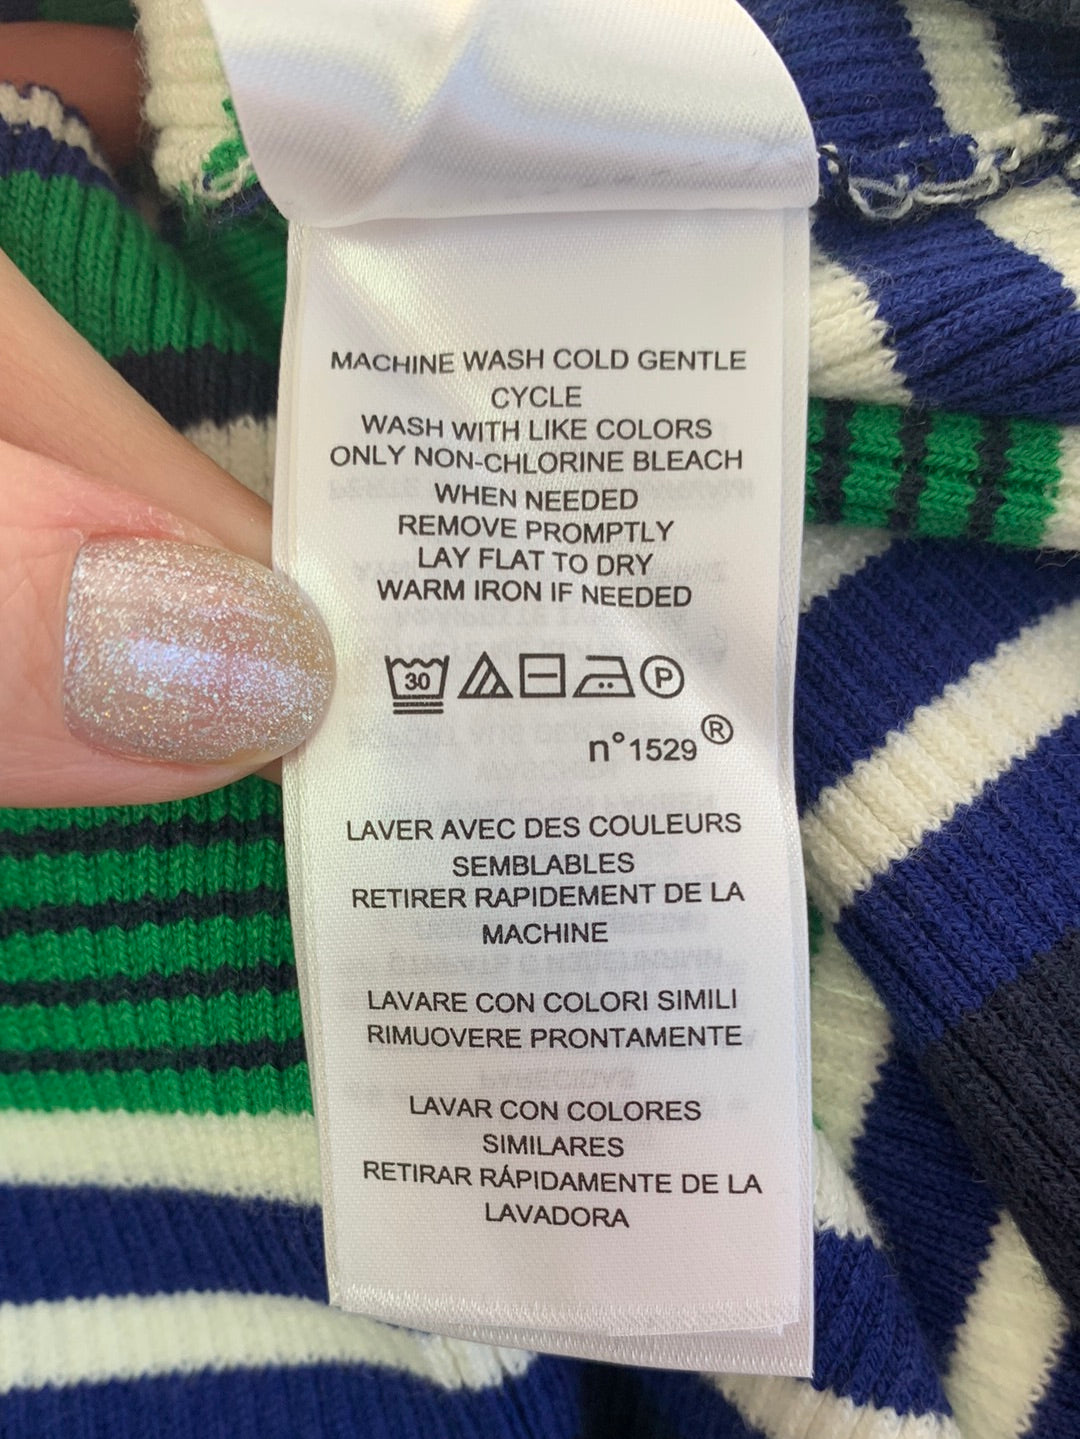 MACHINE WASH COLD GENTLE
CYCLE
WASH WITH LIKE COLORS
ONLY NON-CHLORINE BLEACH
WHEN NEEDED
REMOVE PROMPTLY
LAY FLAT TO DRY
WARM IRON IF NEEDED
30 P
n°1529®
LAVER AVEC DES COULEURS
SEMBLABLES
RETIRER RAPIDEMENT DE LA
MACHINE
LAVARE CON COLORI SIMILI
RIMUOVERE PRONTAMENTE
LAVAR CON COLORES
SIMILARES
RETIRAR RÁPIDAMENTE DE LA
LAVADORA